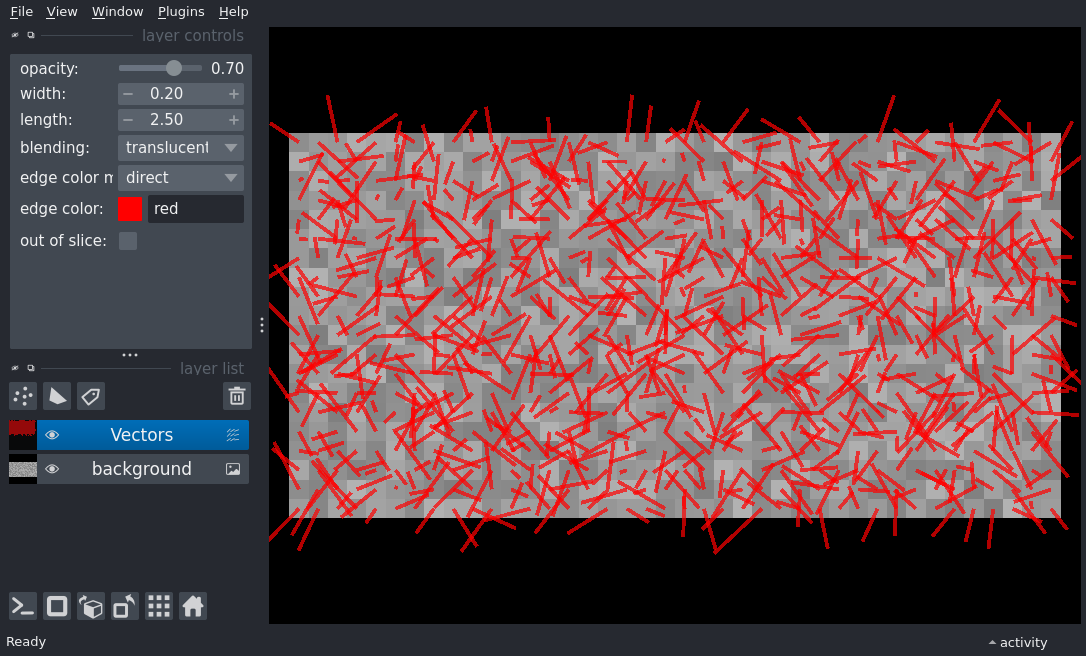 File View Window Plugins Help
layer controls
opacity: 0.70
width: 0.20
length: 2.50
blending: translucent
edge color m direct
edge color: red
out of slice:
layer list
Vectors
background
Ready
activity